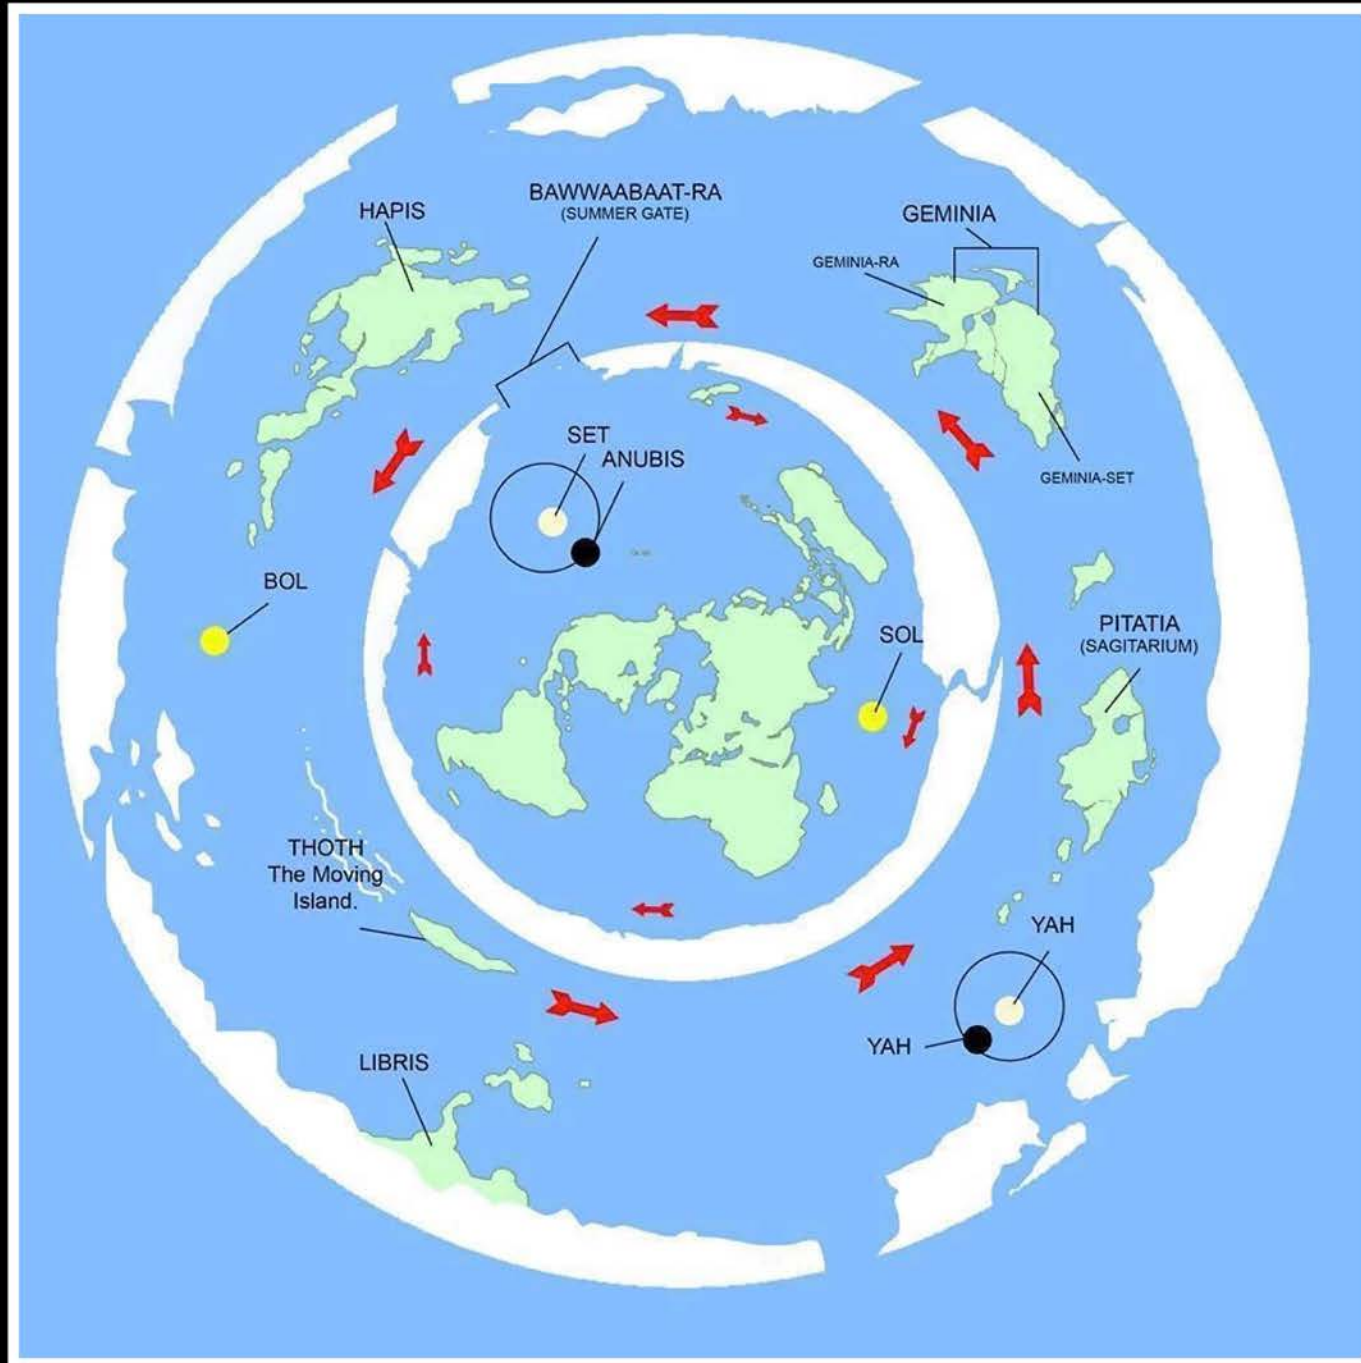 BAWWAABAAT-RA
(SUMMER GATE)
HAPIS
GEMINIA
GEMINIA-RA
SET
ANUBIS
GEMINIA-SET
BOL
PITATIA
(SAGITARIUM)
SOL
THOTH
The Moving
Island.
YAH
YAH
LIBRIS